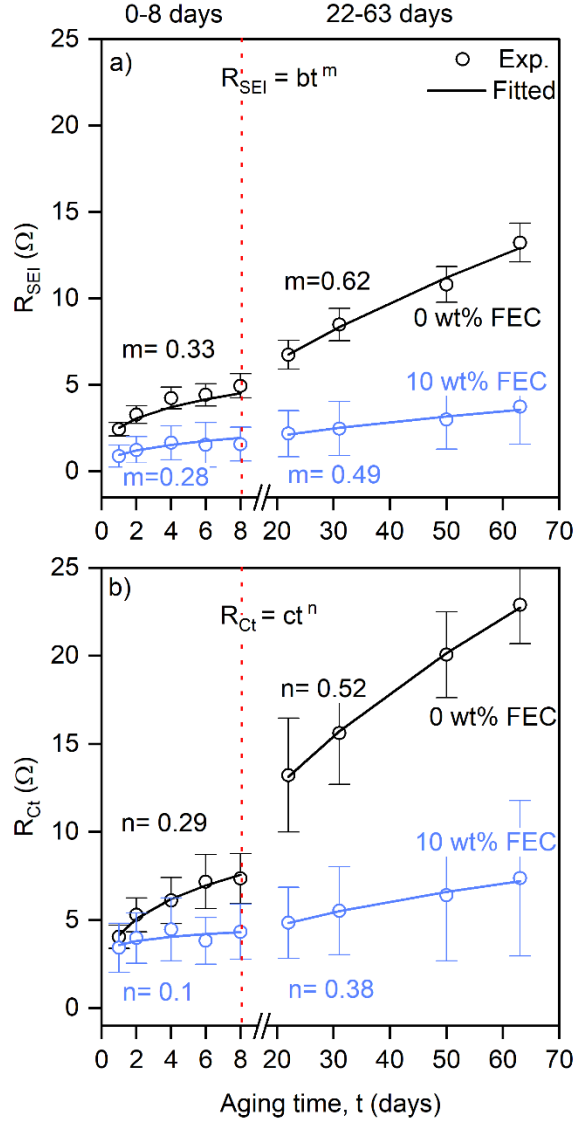 0-8 days 22-63 days
25
a)
R_SEI = bt^m
Exp.
Fitted
20
15
10
5
0
R_SEI (Ω)
m= 0.33
m=0.62
0 wt% FEC
10 wt% FEC
m=0.28
m=0.49
0 2 4 6 8 20 30 40 50 60 70
25
b)
R_Ct = ct^n
20
15
10
5
0
R_Ct (Ω)
n= 0.52
0 wt% FEC
n= 0.29
10 wt% FEC
n= 0.1
n= 0.38
0 2 4 6 8 20 30 40 50 60 70
Aging time, t (days)